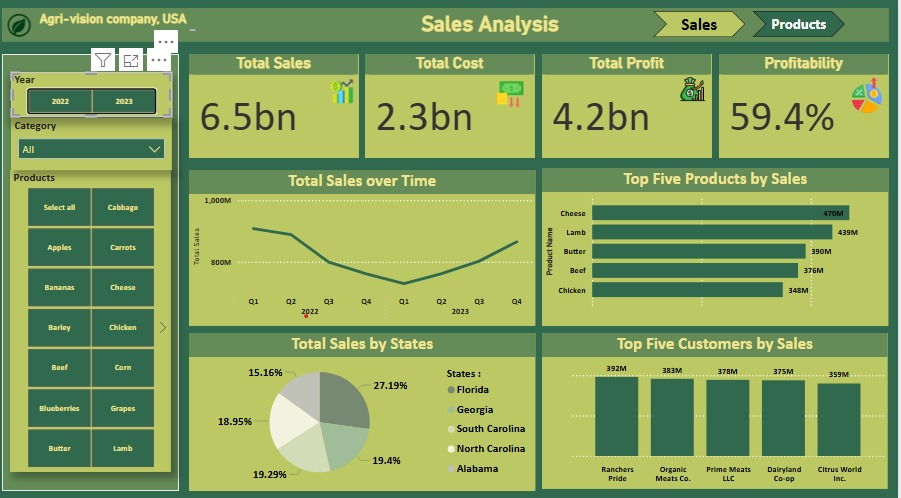 Agri-vision company, USA
Sales Analysis
Sales
Products
Year
2022
2023
Category
All
Products
Select all
Cabbage
Apples
Carrots
Bananas
Cheese
Barley
Chicken
Beef
Corn
Blueberries
Grapes
Butter
Lamb
Total Sales
6.5bn
Total Cost
2.3bn
Total Profit
4.2bn
Profitability
59.4%
Total Sales over Time
1,000M
800M
Total Sales
Q1 Q2 Q3 Q4 Q1 Q2 Q3 Q4
2022 2023
Top Five Products by Sales
Product Name
Cheese 470M
Lamb 439M
Butter 390M
Beef 376M
Chicken 348M
Total Sales by States
15.16%
27.19%
18.95%
19.4%
19.29%
States :
Florida
Georgia
South Carolina
North Carolina
Alabama
Top Five Customers by Sales
392M 383M 378M 375M 359M
Ranchers Pride
Organic Meats Co.
Prime Meats LLC
Dairyland Co-op
Citrus World Inc.